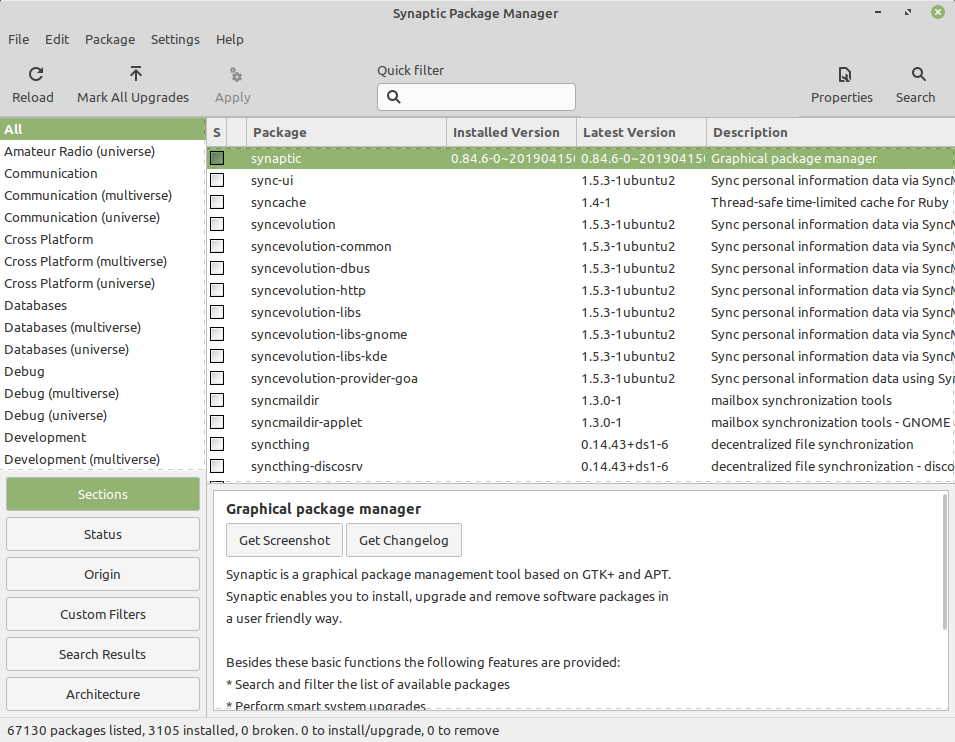 Synaptic Package Manager
File Edit Package Settings Help
Reload Mark All Upgrades Apply Quick filter Properties Search
All
Amateur Radio (universe)
Communication
Communication (multiverse)
Communication (universe)
Cross Platform
Cross Platform (multiverse)
Cross Platform (universe)
Databases
Databases (multiverse)
Databases (universe)
Debug
Debug (multiverse)
Debug (universe)
Development
Development (multiverse)
Sections
Status
Origin
Custom Filters
Search Results
Architecture
S Package Installed Version Latest Version Description
synaptic 0.84.6-0~20190415 0.84.6-0~20190415 Graphical package manager
sync-ui 1.5.3-1ubuntu2 Sync personal information data via Sync
syncache 1.4-1 Thread-safe time-limited cache for Ruby
syncevolution 1.5.3-1ubuntu2 Sync personal information data via Sync
syncevolution-common 1.5.3-1ubuntu2 Sync personal information data via Sync
syncevolution-dbus 1.5.3-1ubuntu2 Sync personal information data via Sync
syncevolution-http 1.5.3-1ubuntu2 Sync personal information data via Sync
syncevolution-libs 1.5.3-1ubuntu2 Sync personal information data via Sync
syncevolution-libs-gnome 1.5.3-1ubuntu2 Sync personal information data via Sync
syncevolution-libs-kde 1.5.3-1ubuntu2 Sync personal information data via Sync
syncevolution-provider-goa 1.5.3-1ubuntu2 Sync personal information data using Sy
syncmaildir 1.3.0-1 mailbox synchronization tools
syncmaildir-applet 1.3.0-1 mailbox synchronization tools - GNOME
syncthing 0.14.43+ds1-6 decentralized file synchronization
syncthing-discosrv 0.14.43+ds1-6 decentralized file synchronization - disco
Graphical package manager
Get Screenshot Get Changelog
Synaptic is a graphical package management tool based on GTK+ and APT.
Synaptic enables you to install, upgrade and remove software packages in
a user friendly way.
Besides these basic functions the following features are provided:
* Search and filter the list of available packages
* Perform smart system upgrades
67130 packages listed, 3105 installed, 0 broken. 0 to install/upgrade, 0 to remove